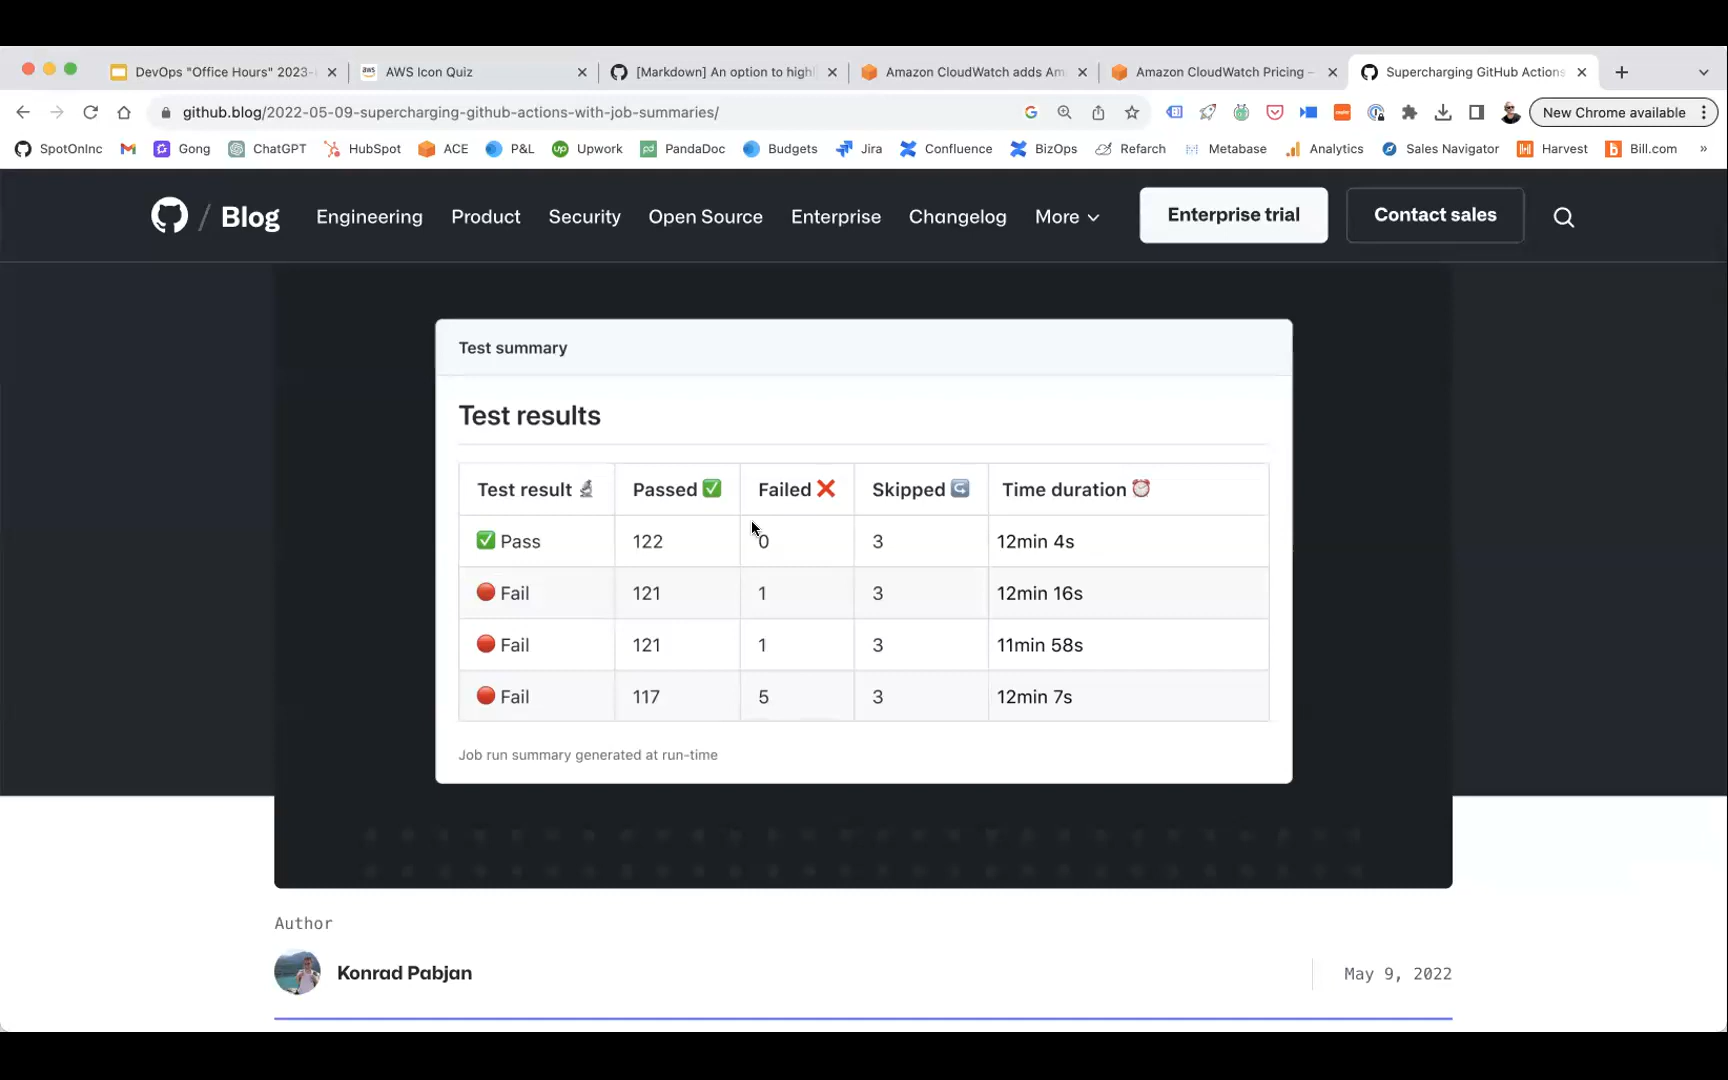 DevOps "Office Hours" 2023- AWS Icon Quiz [Markdown] An option to highl Amazon CloudWatch adds Am Amazon CloudWatch Pricing – Supercharging GitHub Actions
github.blog/2022-05-09-supercharging-github-actions-with-job-summaries/ New Chrome available
SpotOnInc Gong ChatGPT HubSpot ACE P&L Upwork PandaDoc Budgets Jira Confluence BizOps Refarch Metabase Analytics Sales Navigator Harvest Bill.com »
/ Blog Engineering Product Security Open Source Enterprise Changelog More Enterprise trial Contact sales
Test summary
Test results
Test result 🔬 Passed ✅ Failed ❌ Skipped ↪️ Time duration ⏰
✅ Pass 122 0 3 12min 4s
🔴 Fail 121 1 3 12min 16s
🔴 Fail 121 1 3 11min 58s
🔴 Fail 117 5 3 12min 7s
Job run summary generated at run-time
Author
Konrad Pabjan May 9, 2022